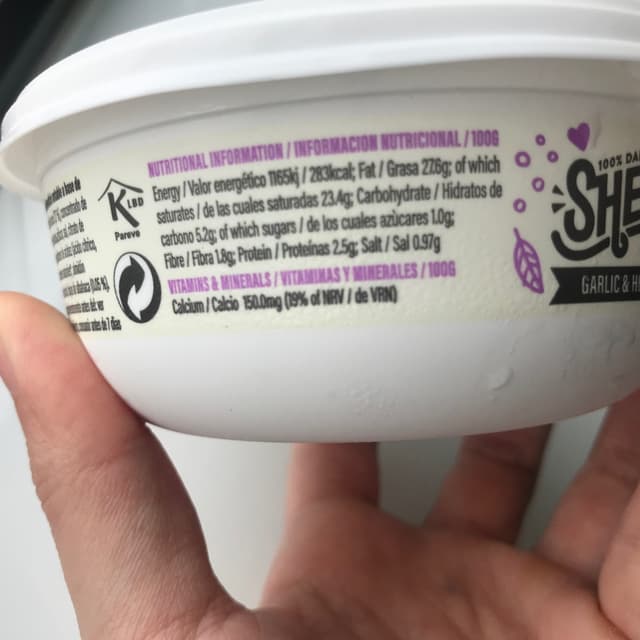 NUTRITIONAL INFORMATION / INFORMACION NUTRICIONAL / 100G
Energy / Valor energético 1165kj / 283kcal; Fat / Grasa 27.6g; of which
saturates / de las cuales saturadas 23.4g; Carbohydrate / Hidratos de
carbono 5.2g; of which sugars / de los cuales azúcares 1.0g;
Fibre / Fibra 1.8g; Protein / Proteínas 2.5g; Salt / Sal 0.97g
VITAMINS & MINERALS / VITAMINAS Y MINERALES / 100G
Calcium / Calcio 150.0mg (19% of NRV / de VRN)
K LBD
Parve
100% DAI
SHE
GARLIC & HE